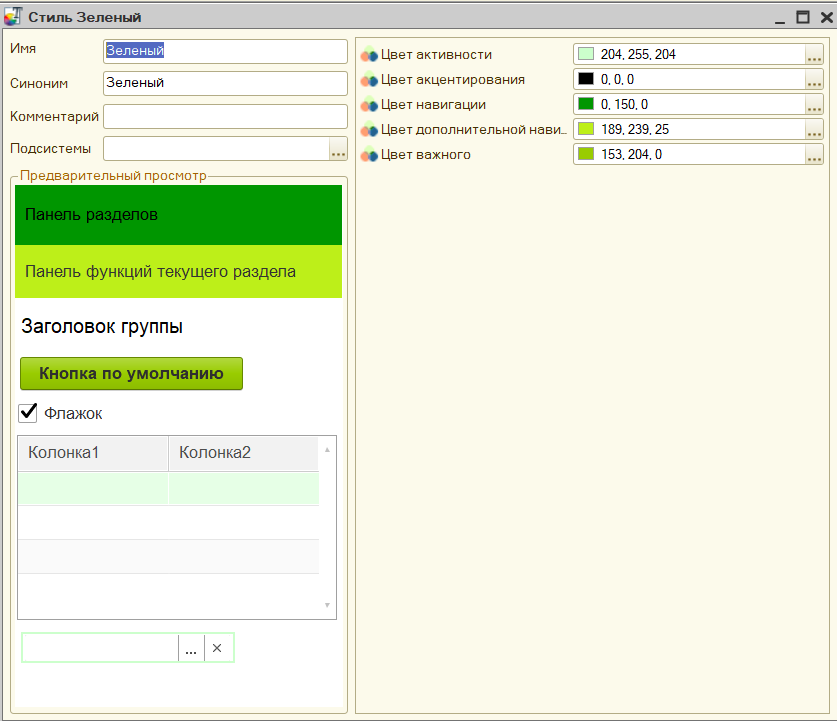 Стиль Зеленый
Имя
Зеленый
Синоним
Зеленый
Комментарий
Подсистемы
...
Предварительный просмотр
Панель разделов
Панель функций текущего раздела
Заголовок группы
Кнопка по умолчанию
Флажок
Колонка1 Колонка2
...
Цвет активности 204, 255, 204 ...
Цвет акцентирования 0, 0, 0 ...
Цвет навигации 0, 150, 0 ...
Цвет дополнительной нави... 189, 239, 25 ...
Цвет важного 153, 204, 0 ...